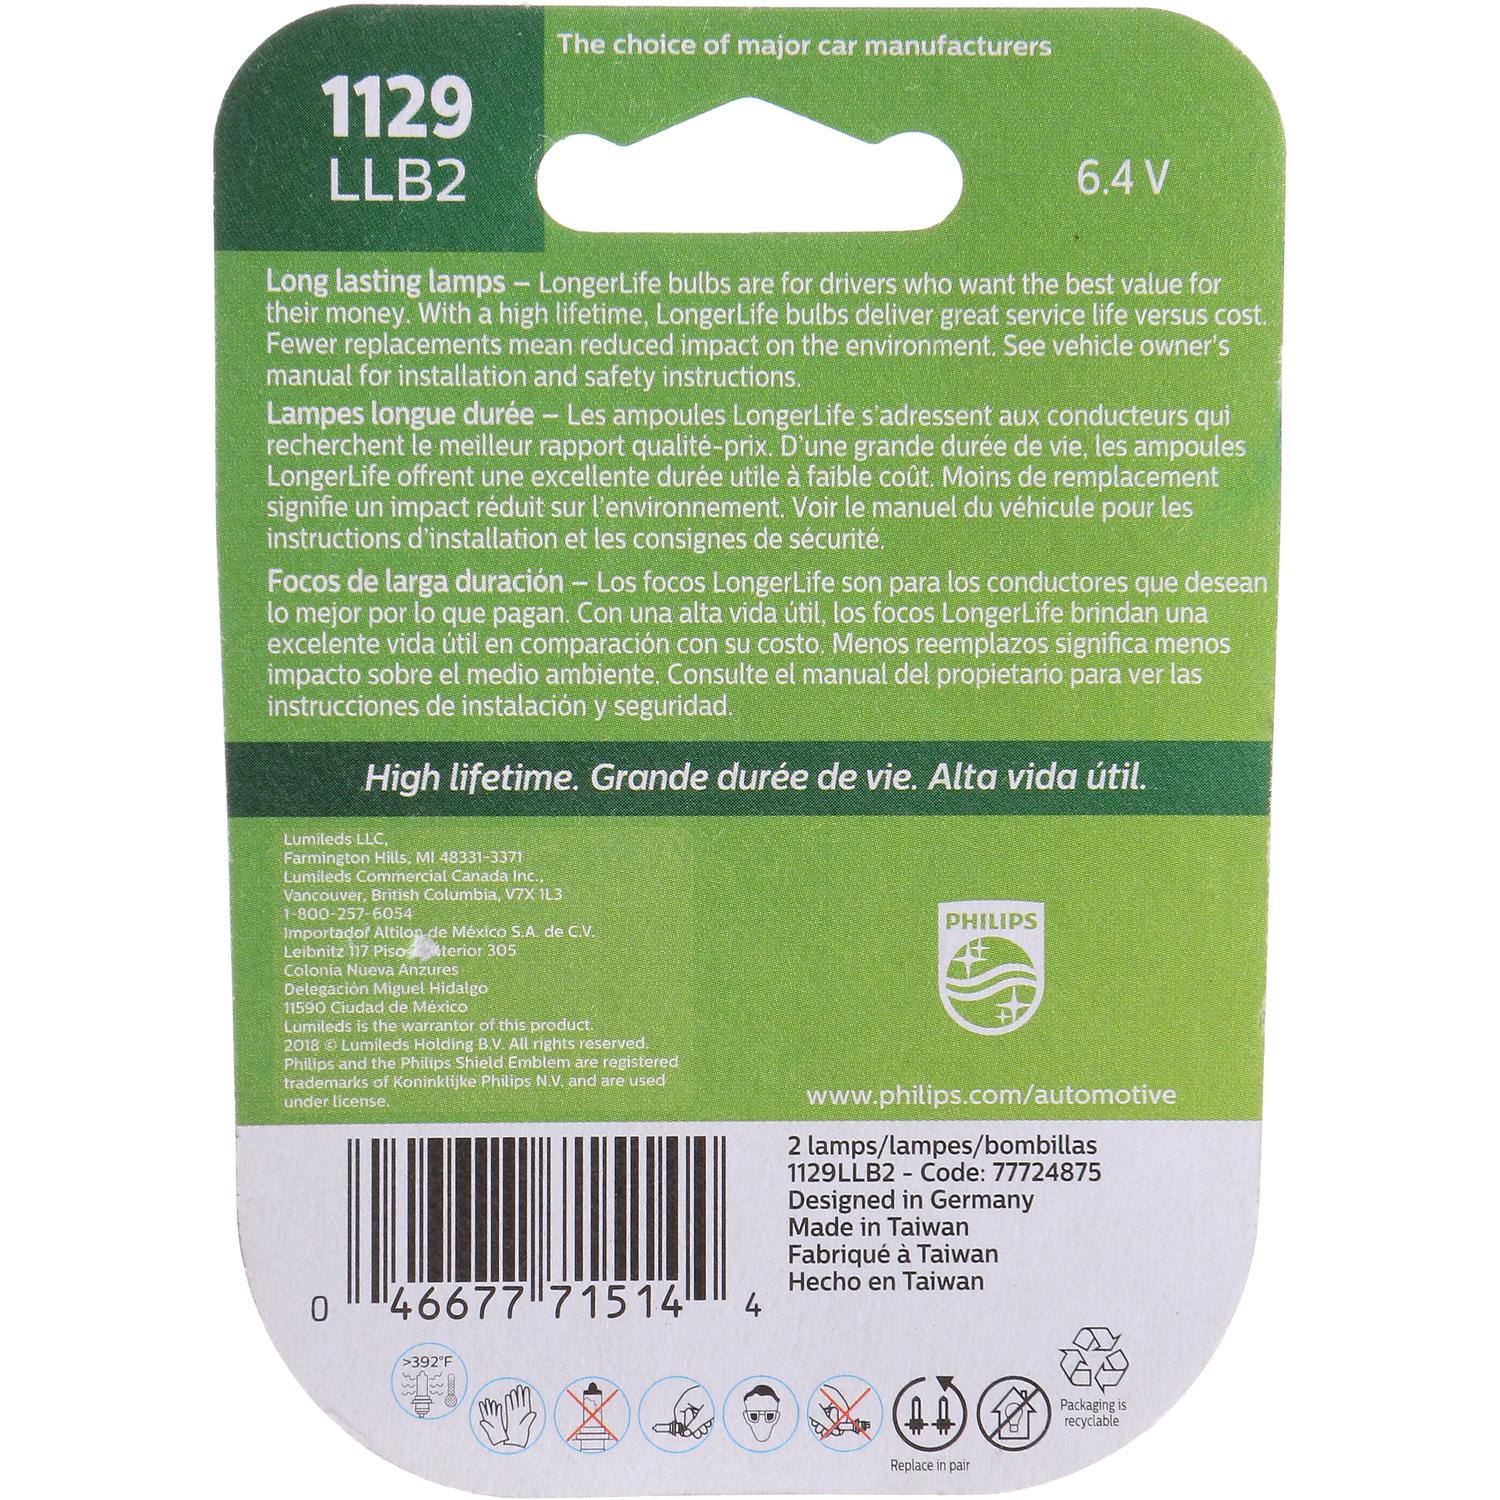 The choice of major car manufacturers
1129
LLB2
6.4 V
Long lasting lamps – LongerLife bulbs are for drivers who want the best value for
their money. With a high lifetime, LongerLife bulbs deliver great service life versus cost.
Fewer replacements mean reduced impact on the environment. See vehicle owner's
manual for installation and safety instructions.
Lampes longue durée – Les ampoules LongerLife s'adressent aux conducteurs qui
recherchent le meilleur rapport qualité-prix. D'une grande durée de vie, les ampoules
LongerLife offrent une excellente durée utile à faible coût. Moins de remplacement
signifie un impact réduit sur l'environnement. Voir le manuel du véhicule pour les
instructions d'installation et les consignes de sécurité.
Focos de larga duración – Los focos LongerLife son para los conductores que desean
lo mejor por lo que pagan. Con una alta vida útil, los focos LongerLife brindan una
excelente vida útil en comparación con su costo. Menos reemplazos significa menos
impacto sobre el medio ambiente. Consulte el manual del propietario para ver las
instrucciones de instalación y seguridad.
High lifetime. Grande durée de vie. Alta vida útil.
Lumileds LLC,
Farmington Hills, MI 48331-3371
Lumileds Commercial Canada Inc.,
Vancouver, British Columbia, V7X 1L3
1-800-257-6054
Importador Altilon de México S.A. de C.V.
Leibnitz 117 Piso 305
Colonia Nueva Anzures
Delegación Miguel Hidalgo
11590 Ciudad de México
Lumileds is the warrantor of this product.
2018 © Lumileds Holding B.V. All rights reserved.
Philips and the Philips Shield Emblem are registered
trademarks of Koninklijke Philips N.V. and are used
under license.
PHILIPS
www.philips.com/automotive
2 lamps/lampes/bombillas
1129LLB2 - Code: 77724875
Designed in Germany
Made in Taiwan
Fabriqué à Taiwan
Hecho en Taiwan
0 46677 71514 4
>392°F
Replace in pair
Packaging is
recyclable